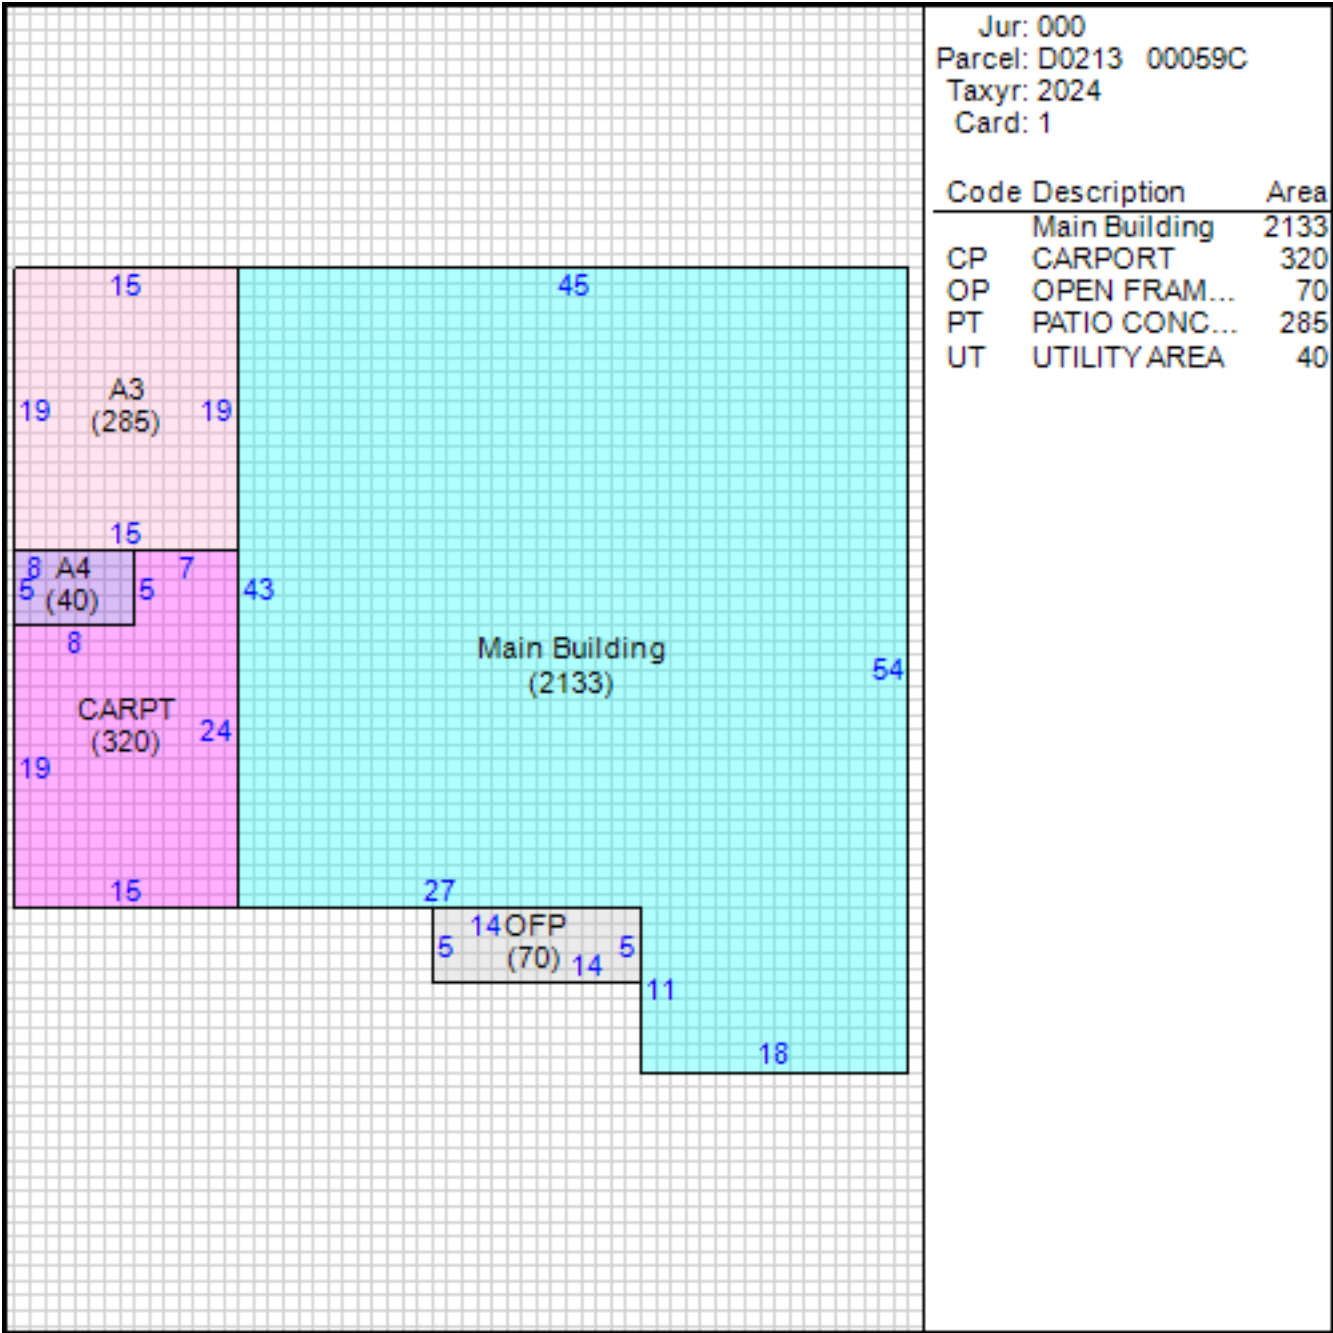 Jur: 000
Parcel: D0213 00059C
Taxyr: 2024
Card: 1
Code Description Area
Main Building 2133
CP CARPORT 320
OP OPEN FRAM... 70
PT PATIO CONC... 285
UT UTILITY AREA 40
15
45
A3
19 (285) 19
15
8 A4 7
5 (40) 5
43
8
Main Building
(2133)
54
CARPT
(320) 24
19
15
27
14 OFP
5 (70) 14 5
11
18